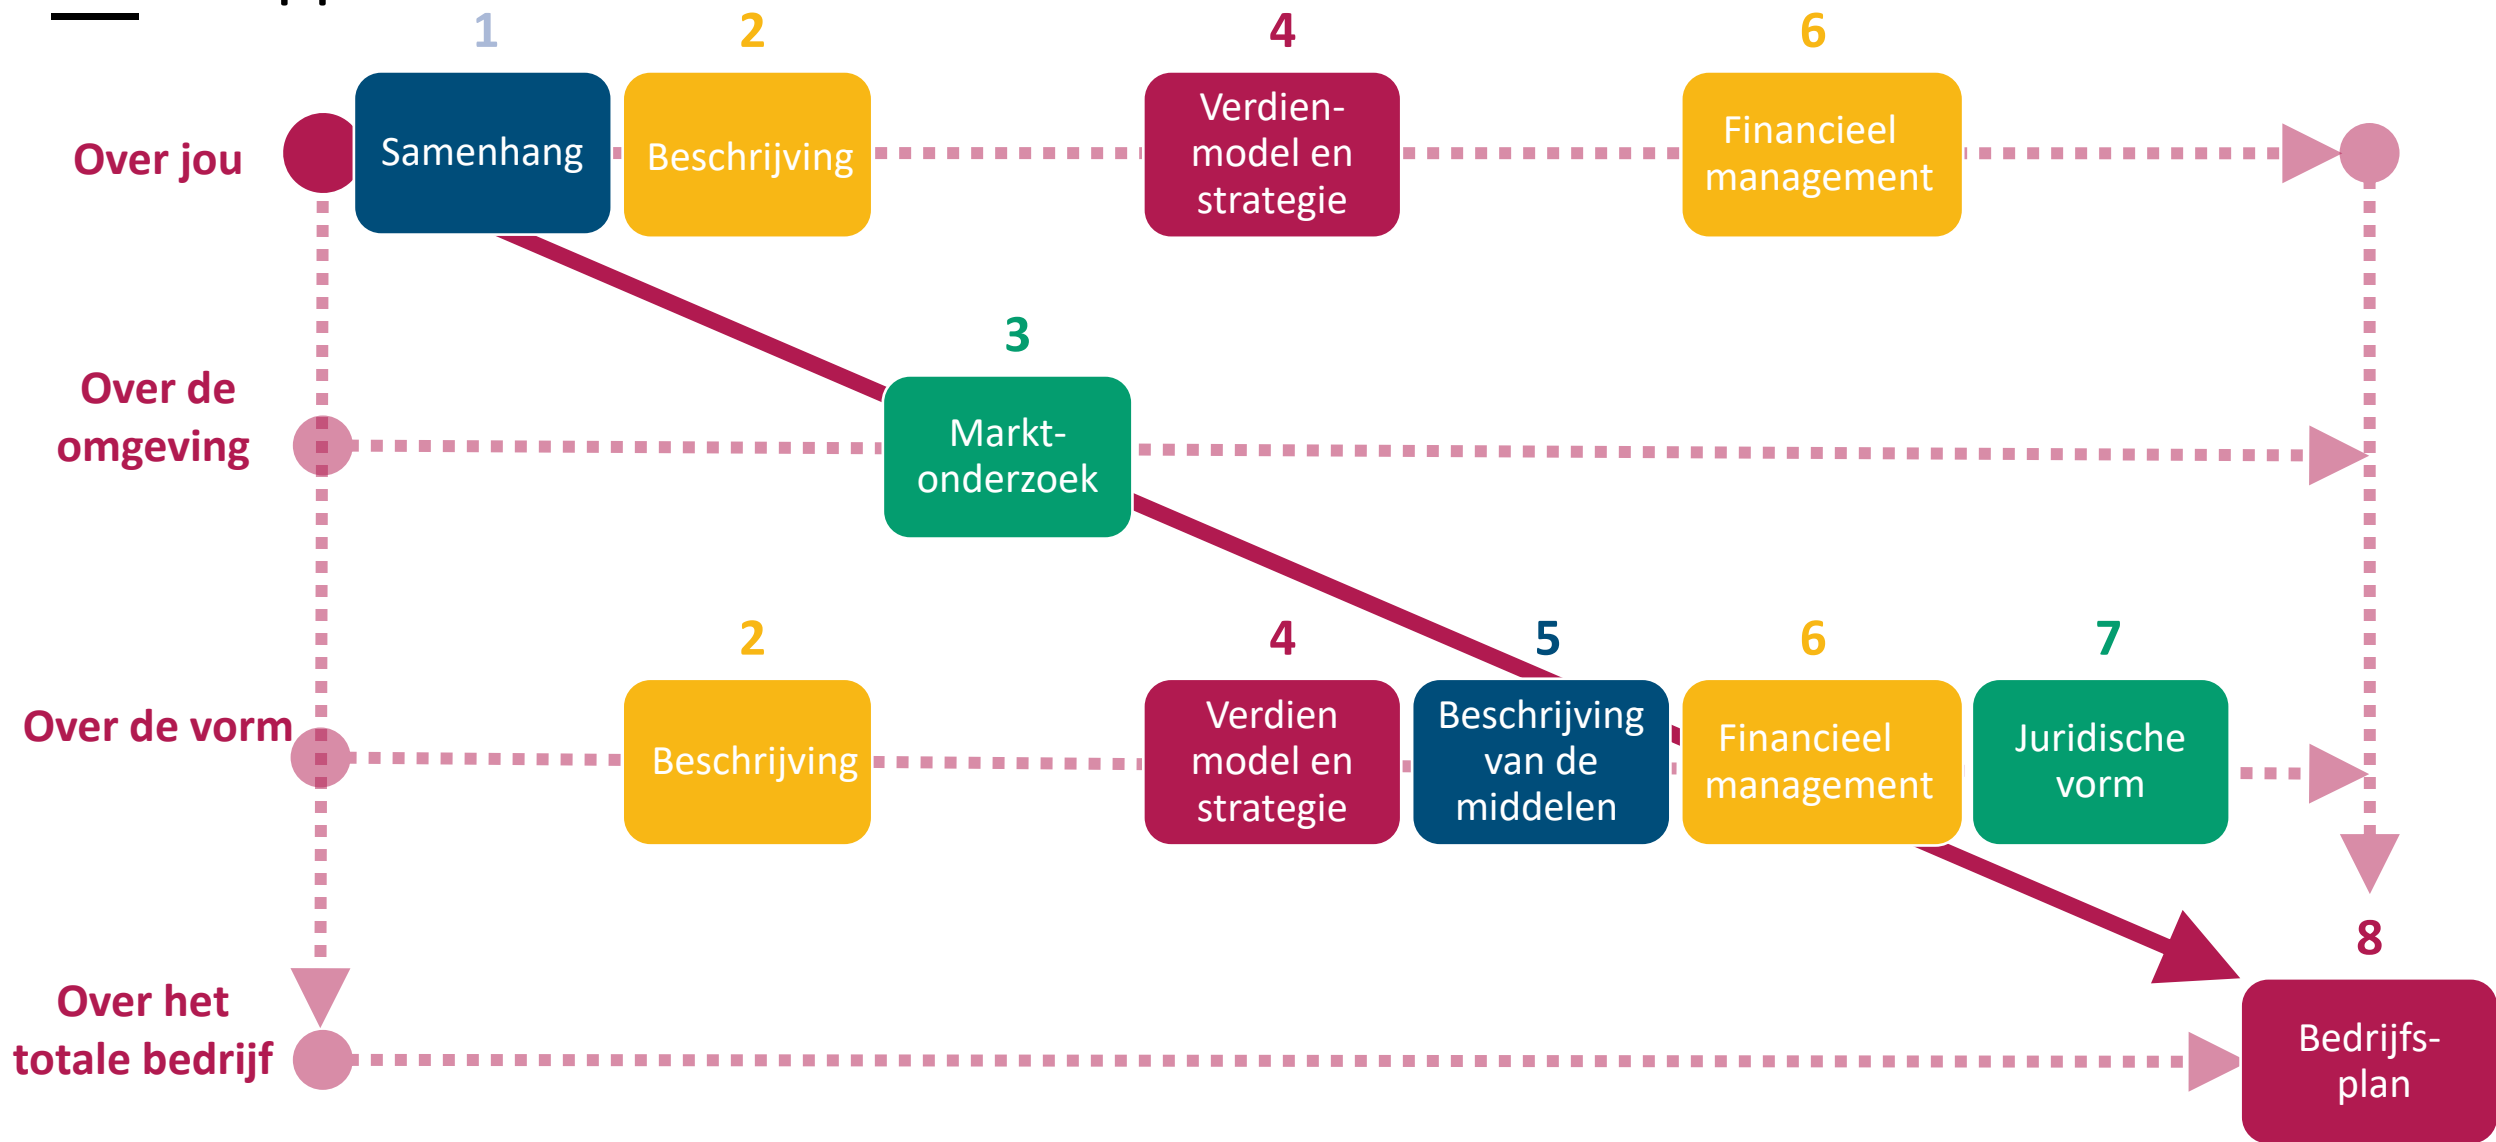 1
2
4
6
Over jou
Samenhang
Beschrijving
Verdien-
model en
strategie
Financieel
management
3
Over de
omgeving
Markt-
onderzoek
2
4
5
6
7
Over de vorm
Beschrijving
Verdien
model en
strategie
Beschrijving
van de
middelen
Financieel
management
Juridische
vorm
8
Over het
totale bedrijf
Bedrijfs-
plan